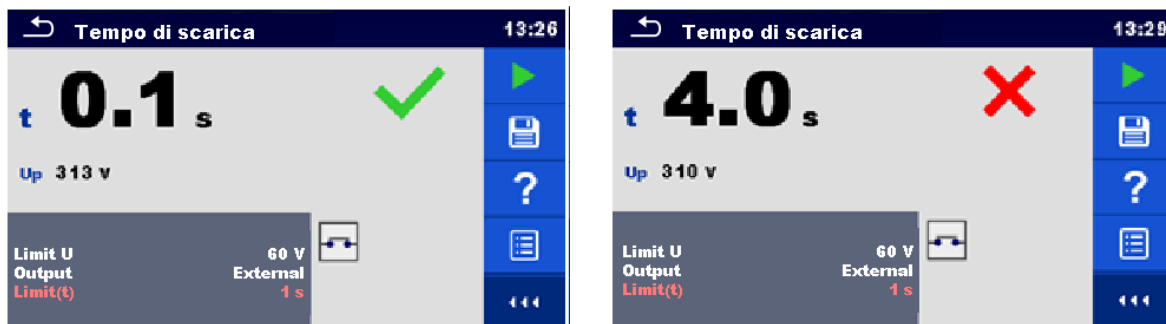 Tempo di scarica 13:26
t 0.1 s
Up 313 V
?
Limit U 60 V
Output External
Limit(t) 1 s
Tempo di scarica 13:29
t 4.0 s
Up 310 V
?
Limit U 60 V
Output External
Limit(t) 1 s